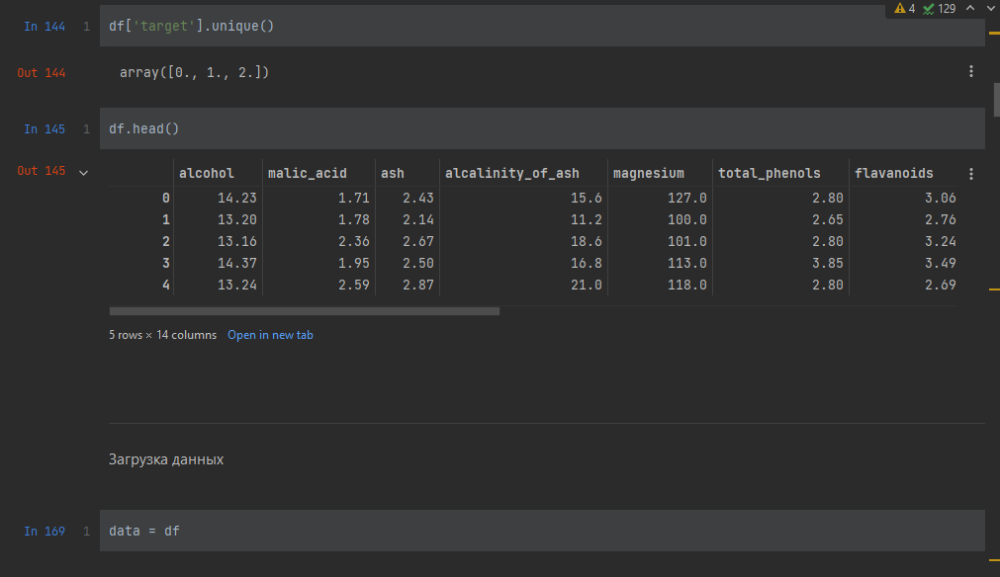 4 129
In 144 1 df['target'].unique()
Out 144 array([0., 1., 2.])
In 145 1 df.head()
Out 145 alcohol malic_acid ash alcalinity_of_ash magnesium total_phenols flavanoids
0 14.23 1.71 2.43 15.6 127.0 2.80 3.06
1 13.20 1.78 2.14 11.2 100.0 2.65 2.76
2 13.16 2.36 2.67 18.6 101.0 2.80 3.24
3 14.37 1.95 2.50 16.8 113.0 3.85 3.49
4 13.24 2.59 2.87 21.0 118.0 2.80 2.69
5 rows × 14 columns Open in new tab
Загрузка данных
In 169 1 data = df